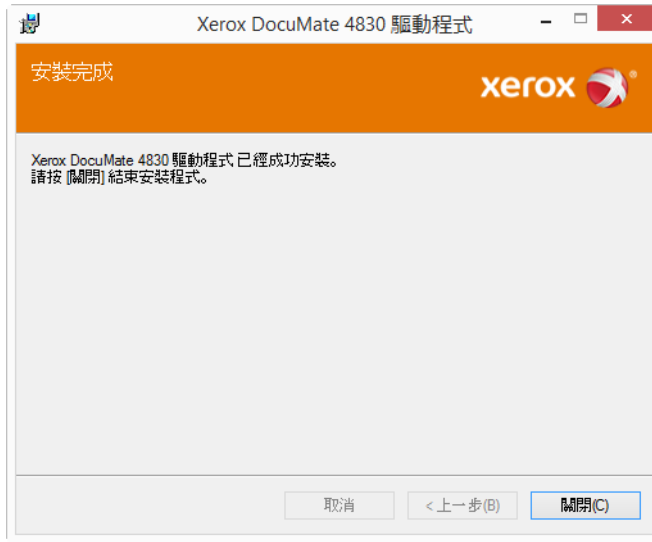 Xerox DocuMate 4830 驅動程式
安裝完成
xerox
Xerox DocuMate 4830 驅動程式 已經成功安裝。
請按 [關閉] 結束安裝程式。
取消
<上一步(B)
關閉(C)